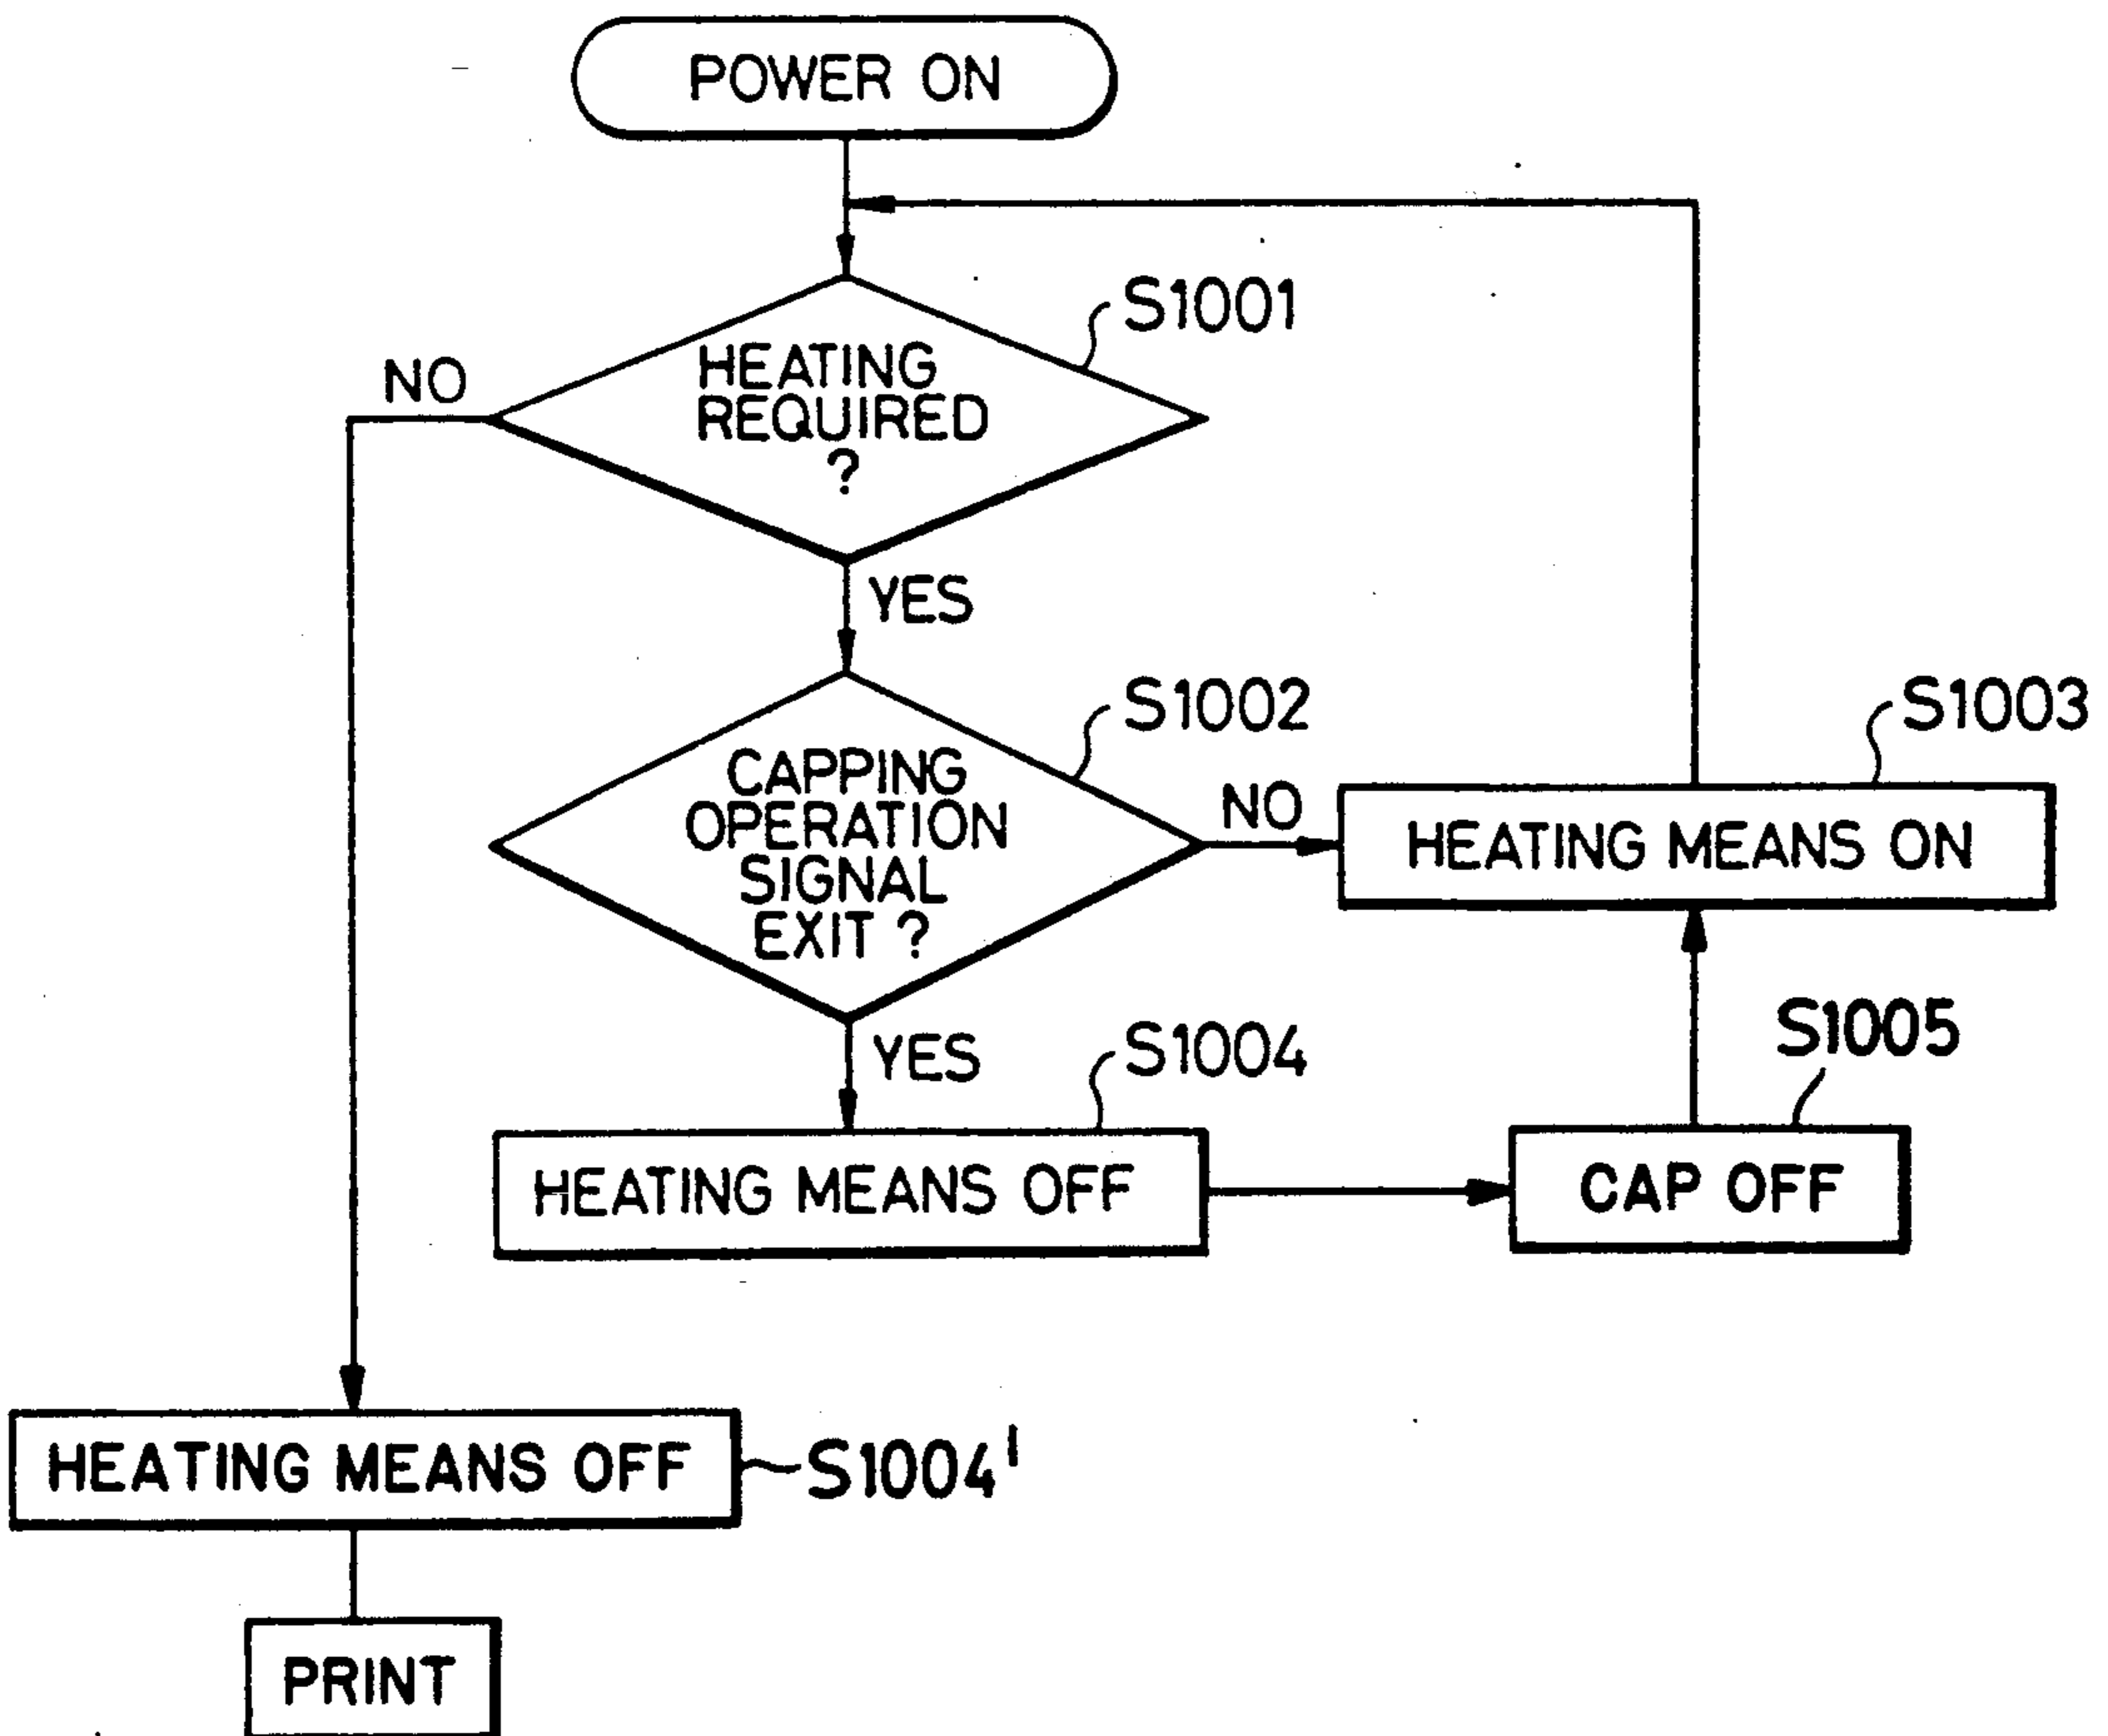 POWER ON
S1001
HEATING
REQUIRED
?
NO
YES
S1002
CAPPING
OPERATION
SIGNAL
EXIT ?
NO
S1003
HEATING MEANS ON
YES
S1004
HEATING MEANS OFF
S1005
CAP OFF
HEATING MEANS OFF
S1004'
PRINT